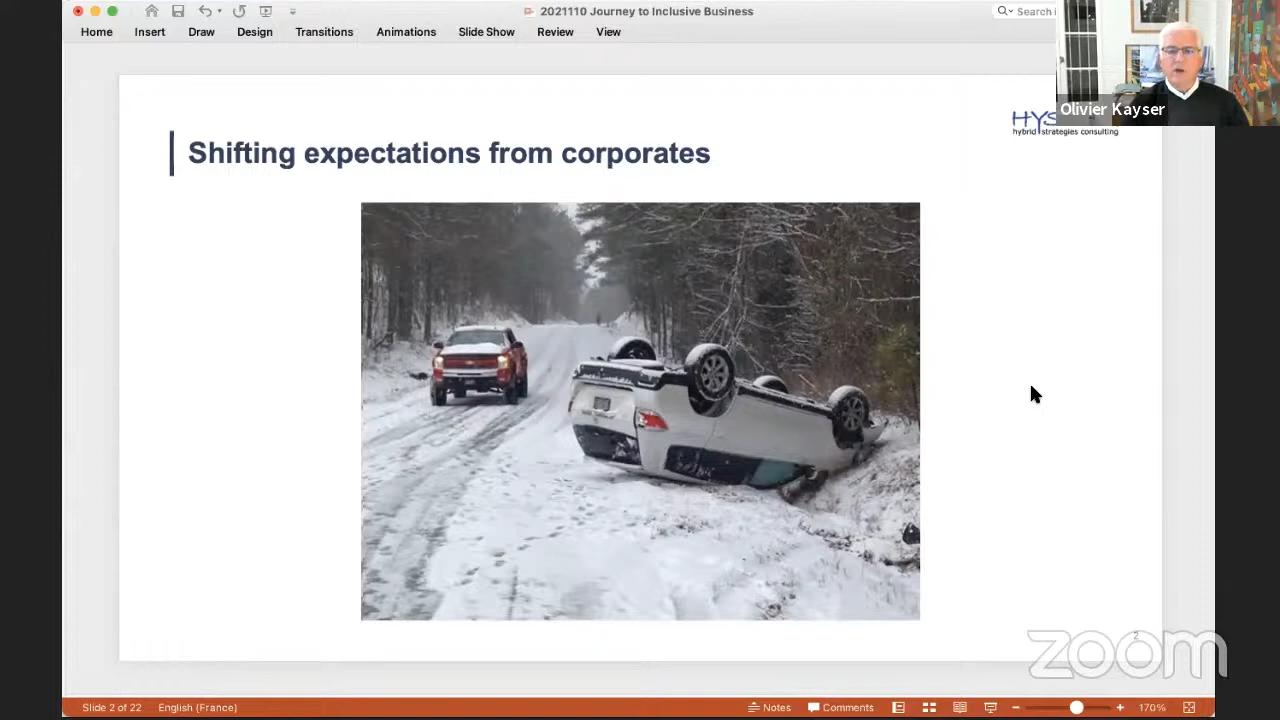 2021110 Journey to Inclusive Business
Search i
Home Insert Draw Design Transitions Animations Slide Show Review View
Olivier Kayser
HYS
hybrid strategies consulting
Shifting expectations from corporates
2
zoom
Slide 2 of 22 English (France) Notes Comments 170%